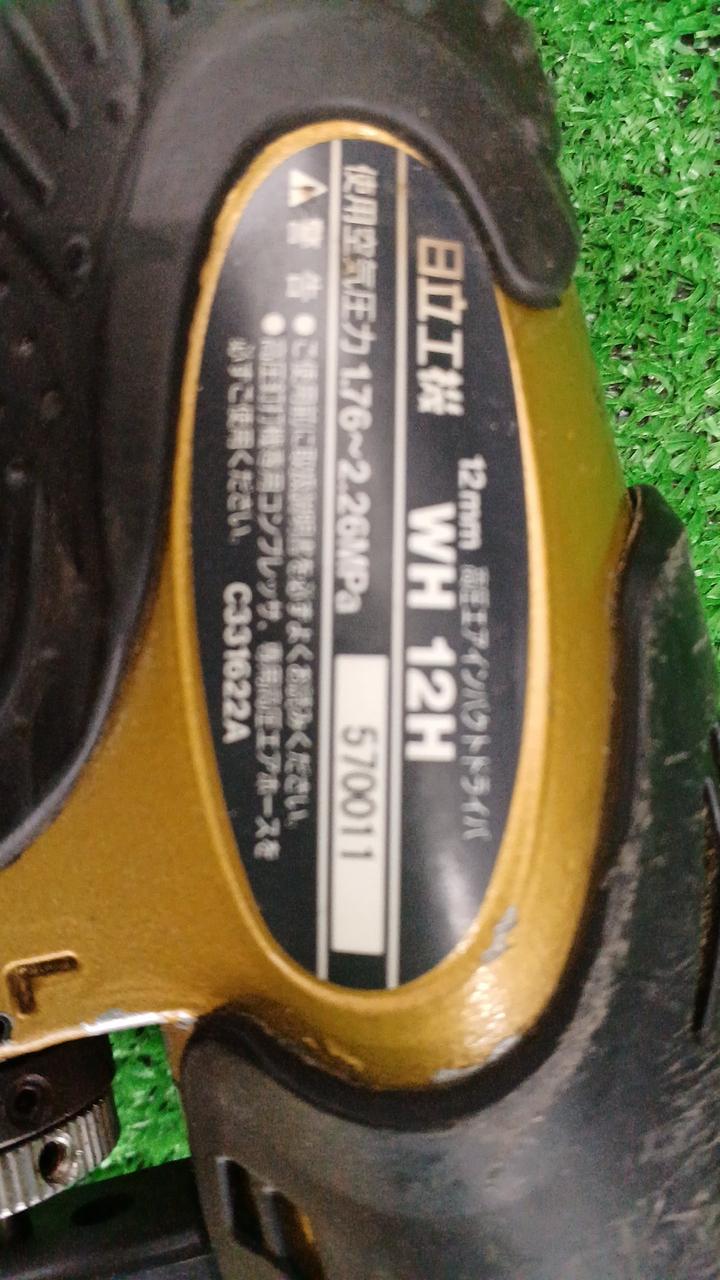 日立工機
12mm 高圧エアインパクトドライバ
WH 12H
使用空気圧力 1.76~2.26MPa
570011
警告
●ご使用前に取扱説明書を必ずよくお読みください。
●高圧釘打機専用コンプレッサ、専用高圧エアホースを
必ずご使用ください。
C331622A
L